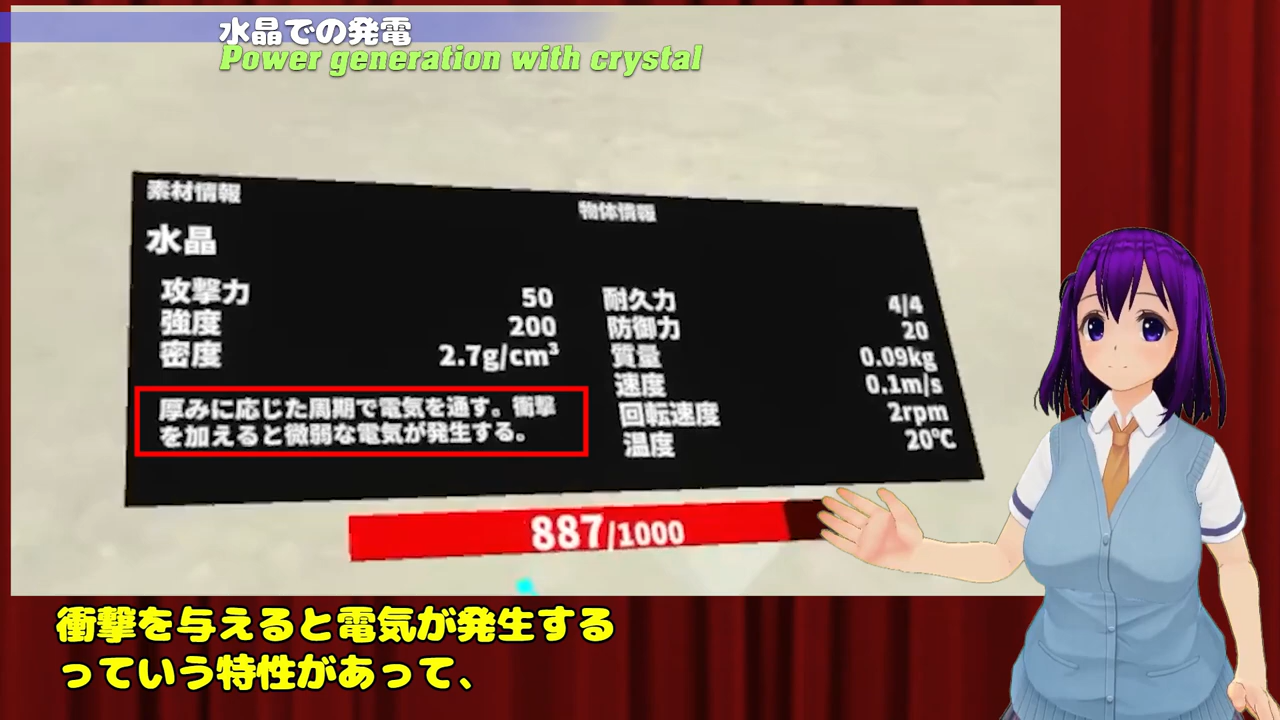 水晶での発電
Power generation with crystal
素材情報
水晶
攻撃力 50
強度 200
密度 2.7g/cm³
厚みに応じた周期で電気を通す。衝撃
を加えると微弱な電気が発生する。
物体情報
耐久力 4/4
防御力 20
質量 0.09kg
速度 0.1m/s
回転速度 2rpm
温度 20℃
887/1000
衝撃を与えると電気が発生する
っていう特性があって、